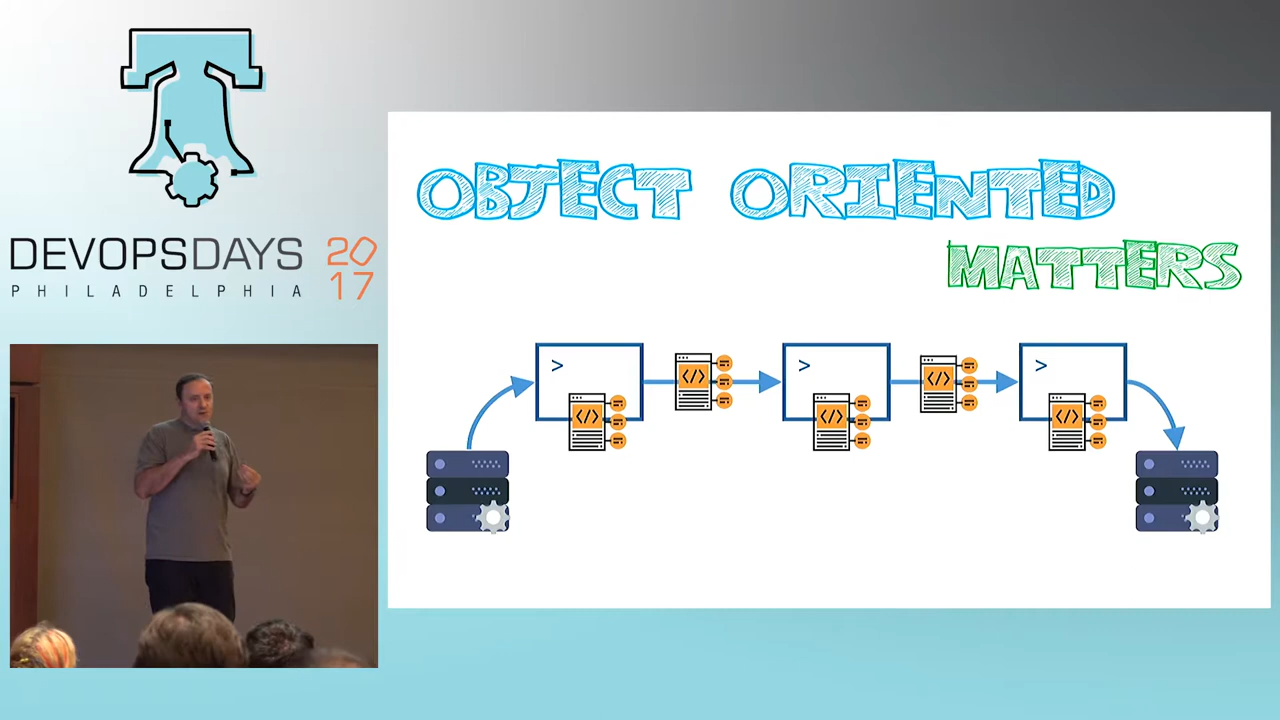 DEVOPSDAYS 2017
PHILADELPHIA
OBJECT ORIENTED
MATTERS
> > >
</> </>
</> </> </>